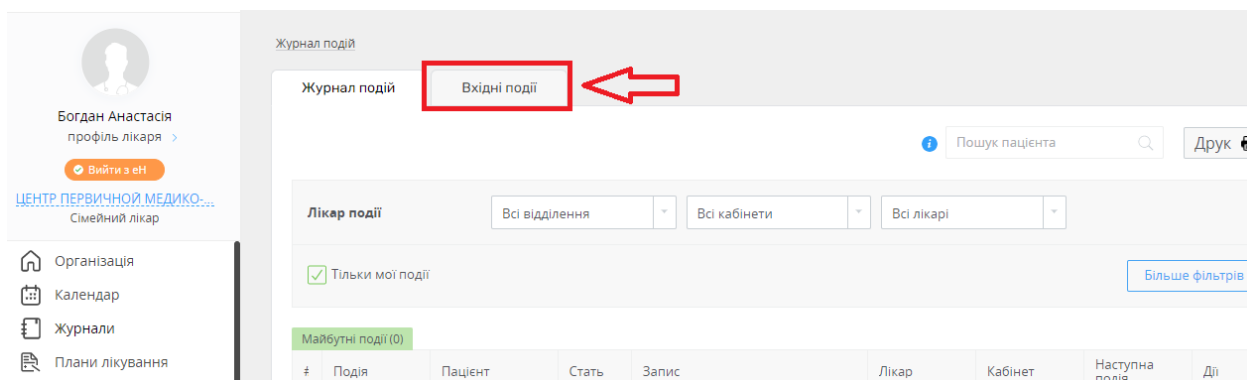 Журнал подій
Журнал подій Вхідні події
Богдан Анастасія
профіль лікаря >
Вийти з еН
ЦЕНТР ПЕРВИЧНОЙ МЕДИКО-...
Сімейний лікар
Організація
Календар
Журнали
Плани лікування
i Пошук пацієнта Друк
Лікар події Всі відділення Всі кабінети Всі лікарі
Тільки мої події Більше фільтрів
Майбутні події (0)
# Подія Пацієнт Стать Запис Лікар Кабінет Наступна Дії
подія